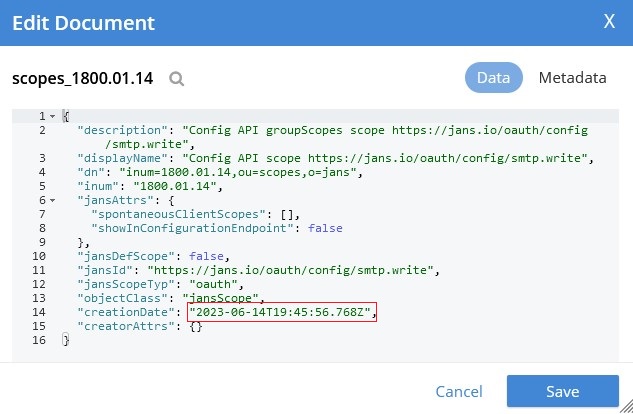 Edit Document X
scopes_1800.01.14 Data Metadata
1 {
2 "description": "Config API groupScopes scope https://jans.io/oauth/config
/smtp.write",
3 "displayName": "Config API scope https://jans.io/oauth/config/smtp.write",
4 "dn": "inum=1800.01.14,ou=scopes,o=jans",
5 "inum": "1800.01.14",
6 "jansAttrs": {
7 "spontaneousClientScopes": [],
8 "showInConfigurationEndpoint": false
9 },
10 "jansDefScope": false,
11 "jansId": "https://jans.io/oauth/config/smtp.write",
12 "jansScopeTyp": "oauth",
13 "objectClass": "jansScope",
14 "creationDate": "2023-06-14T19:45:56.768Z",
15 "creatorAttrs": {}
16 }
Cancel Save